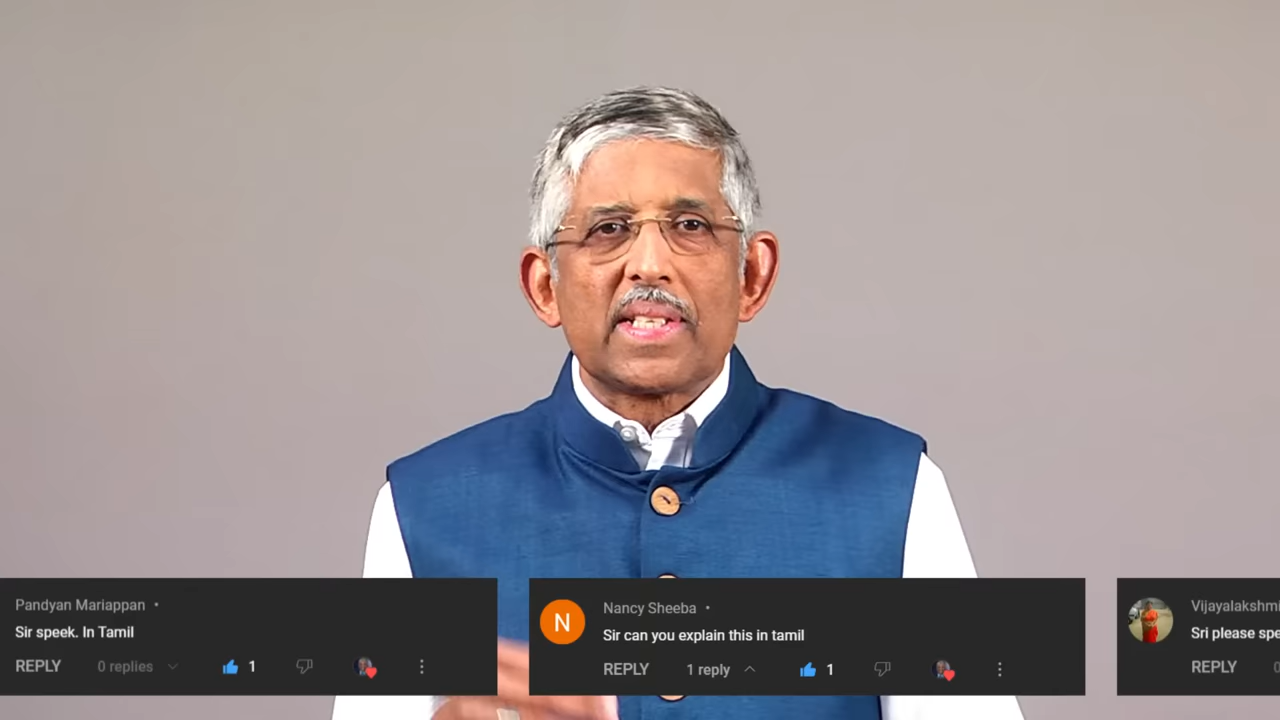 Pandyan Mariappan •
Sir speek. In Tamil
REPLY 0 replies 1
N
Nancy Sheeba •
Sir can you explain this in tamil
REPLY 1 reply 1
Vijayalakshmi
Sri please spe
REPLY